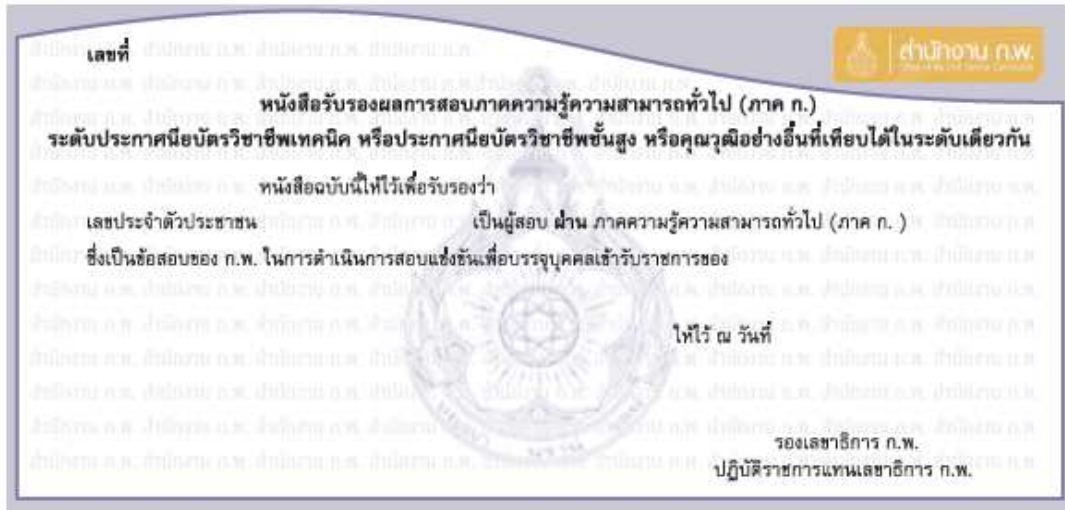 เลขที่
สำนักงาน ก.พ.
หนังสือรับรองผลการสอบภาคความรู้ความสามารถทั่วไป (ภาค ก.)
ระดับประกาศนียบัตรวิชาชีพเทคนิค หรือประกาศนียบัตรวิชาชีพชั้นสูง หรือคุณวุฒิอย่างอื่นที่เทียบได้ในระดับเดียวกัน
หนังสือฉบับนี้ให้ไว้เพื่อรับรองว่า
เลขประจำตัวประชาชน เป็นผู้สอบ ผ่าน ภาคความรู้ความสามารถทั่วไป (ภาค ก. )
ซึ่งเป็นข้อสอบของ ก.พ. ในการดำเนินการสอบแข่งขันเพื่อบรรจุบุคคลเข้ารับราชการของ
ให้ไว้ ณ วันที่
รองเลขาธิการ ก.พ.
ปฏิบัติราชการแทนเลขาธิการ ก.พ.